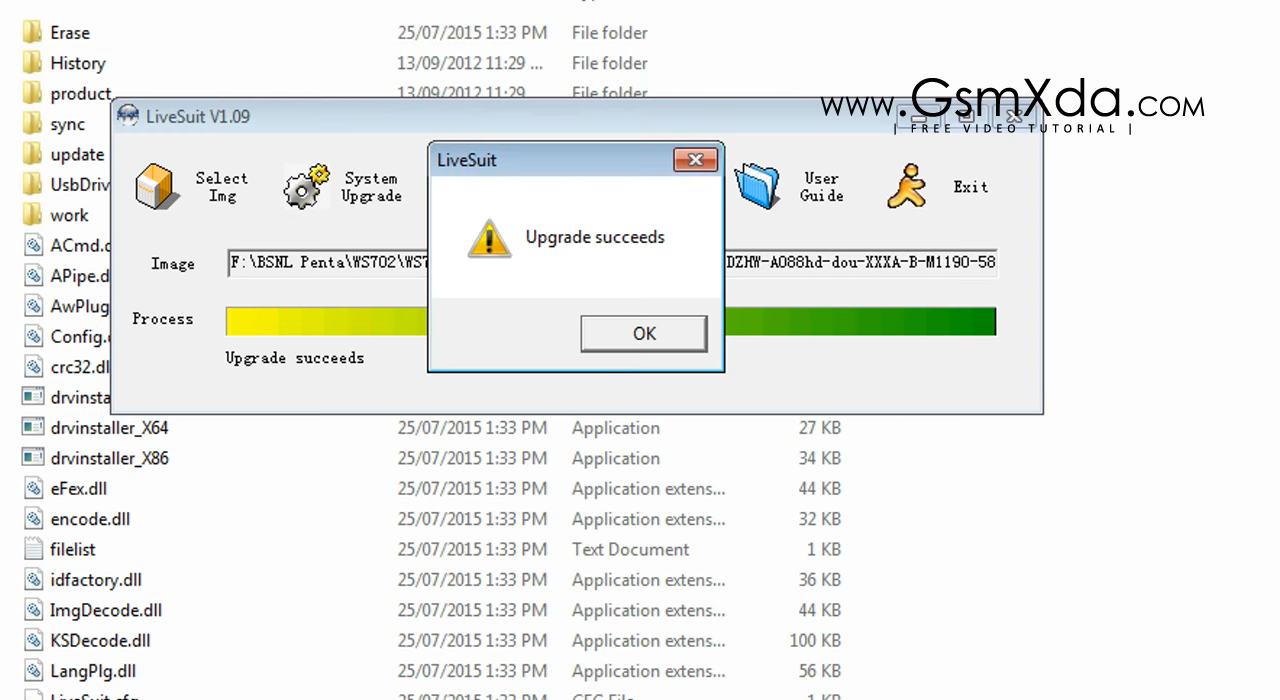 Erase 25/07/2015 1:33 PM File folder
History 13/09/2012 11:29 ... File folder
product 13/09/2012 11:29 File folder
www.GsmXda.com
| FREE VIDEO TUTORIAL |
sync
LiveSuit V1.09
update
UsbDriv
work
Select Img
System Upgrade
User Guide
Exit
LiveSuit
Upgrade succeeds
OK
ACmd.c
APipe.d
AwPlug
Config.
crc32.dl
drvinsta
Image F:\BSNL Penta\WS702\WS7 DZHW-A088hd-dou-XXXA-B-M1190-58
Process
Upgrade succeeds
drvinstaller_X64 25/07/2015 1:33 PM Application 27 KB
drvinstaller_X86 25/07/2015 1:33 PM Application 34 KB
eFex.dll 25/07/2015 1:33 PM Application extens... 44 KB
encode.dll 25/07/2015 1:33 PM Application extens... 32 KB
filelist 25/07/2015 1:33 PM Text Document 1 KB
idfactory.dll 25/07/2015 1:33 PM Application extens... 36 KB
ImgDecode.dll 25/07/2015 1:33 PM Application extens... 44 KB
KSDecode.dll 25/07/2015 1:33 PM Application extens... 100 KB
LangPlg.dll 25/07/2015 1:33 PM Application extens... 56 KB